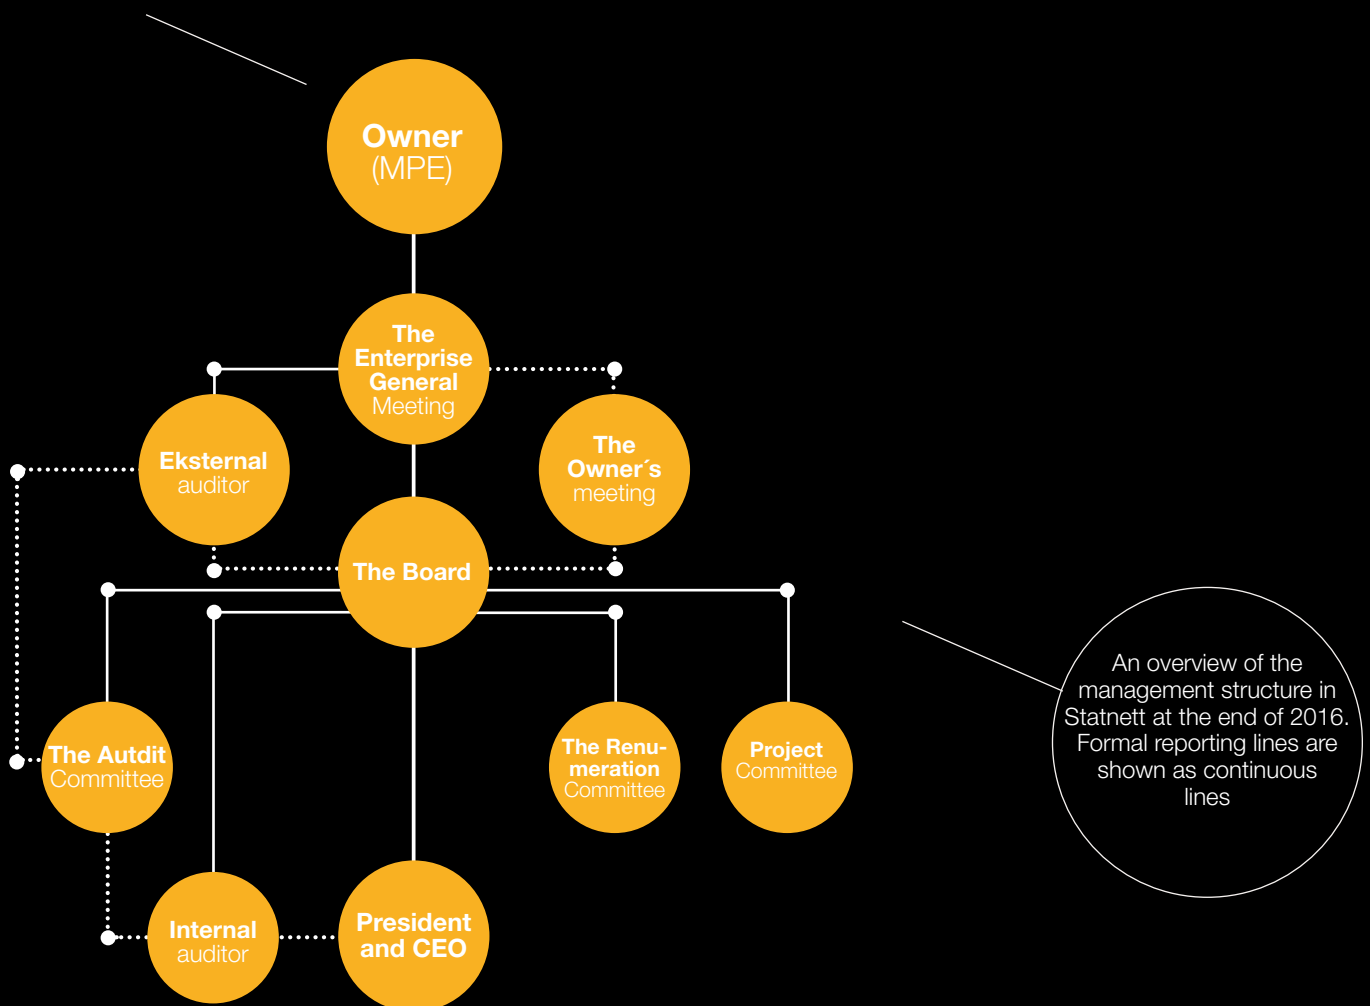 Owner
(MPE)
The
Enterprise
General
Meeting
Eksternal
auditor
The
Owner´s
meeting
The Board
An overview of the
management structure in
Statnett at the end of 2016.
Formal reporting lines are
shown as continuous
lines
The Autdit
Committee
The Renu-
meration
Committee
Project
Committee
Internal
auditor
President
and CEO